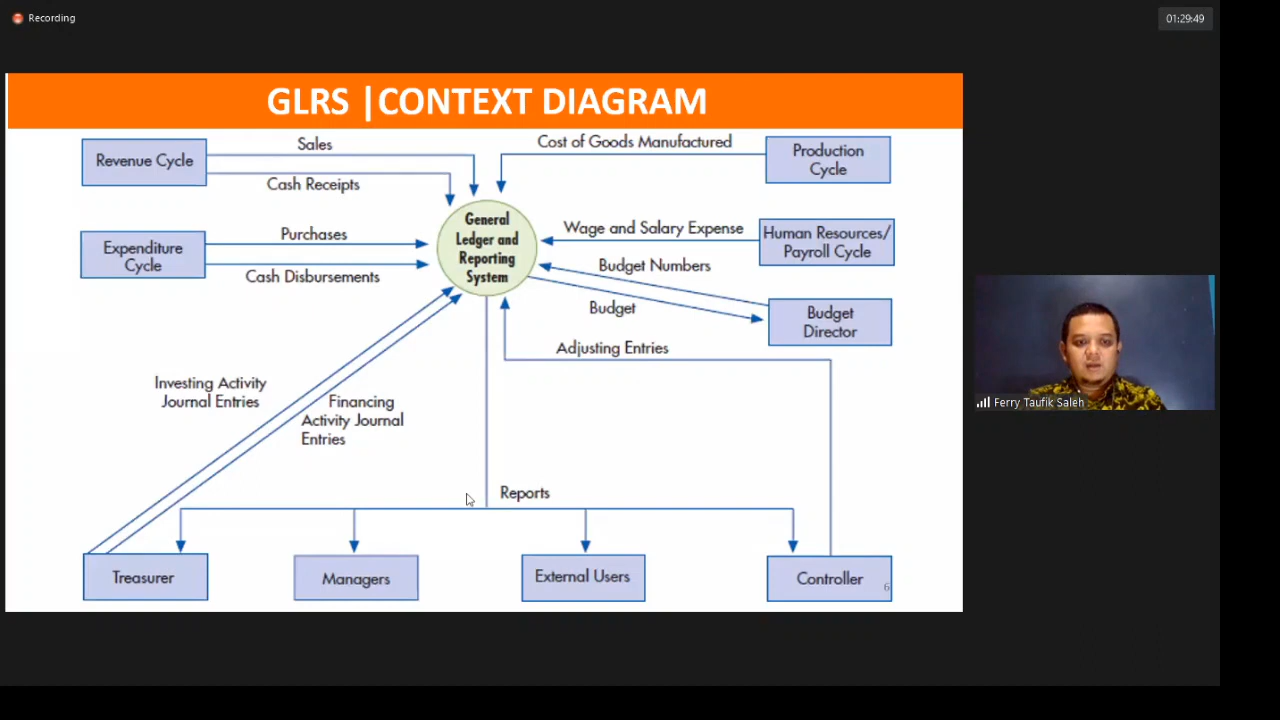 Recording
01:29:49
GLRS |CONTEXT DIAGRAM
Revenue Cycle
Sales
Cash Receipts
Cost of Goods Manufactured
Production
Cycle
Expenditure
Cycle
Purchases
Cash Disbursements
General
Ledger and
Reporting
System
Wage and Salary Expense
Human Resources/
Payroll Cycle
Budget Numbers
Budget
Budget
Director
Adjusting Entries
Investing Activity
Journal Entries
Financing
Activity Journal
Entries
Reports
Treasurer
Managers
External Users
Controller
6
Ferry Taufik Saleh